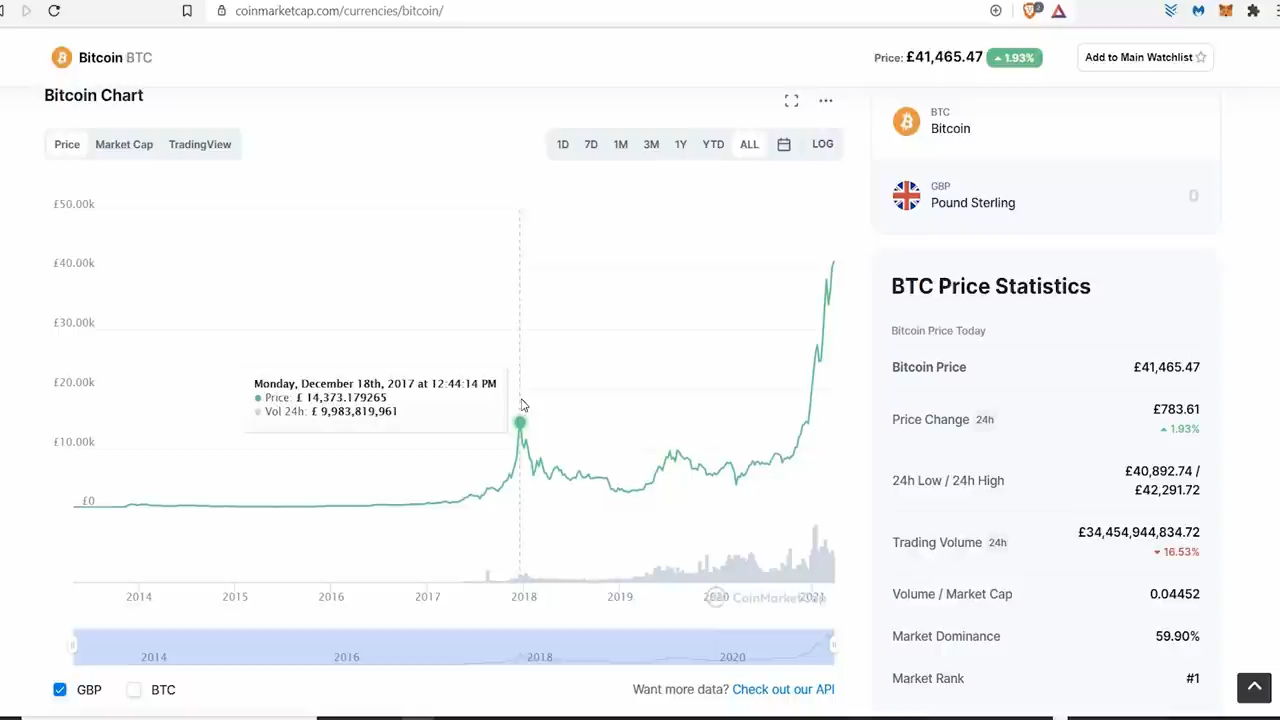 coinmarketcap.com/currencies/bitcoin/
2
Bitcoin BTC
Price: £41,465.47 1.93%
Add to Main Watchlist
Bitcoin Chart
Price Market Cap TradingView
1D 7D 1M 3M 1Y YTD ALL LOG
£50.00k
£40.00k
£30.00k
£20.00k
£10.00k
£0
Monday, December 18th, 2017 at 12:44:14 PM
Price: £ 14,373.179265
Vol 24h: £ 9,983,819,961
CoinMarketCap
2014 2015 2016 2017 2018 2019 2020 2021
2014 2016 2018 2020
GBP BTC
Want more data? Check out our API
BTC
Bitcoin
GBP
Pound Sterling
0
BTC Price Statistics
Bitcoin Price Today
Bitcoin Price £41,465.47
Price Change 24h £783.61
1.93%
24h Low / 24h High £40,892.74 /
£42,291.72
Trading Volume 24h £34,454,944,834.72
16.53%
Volume / Market Cap 0.04452
Market Dominance 59.90%
Market Rank #1